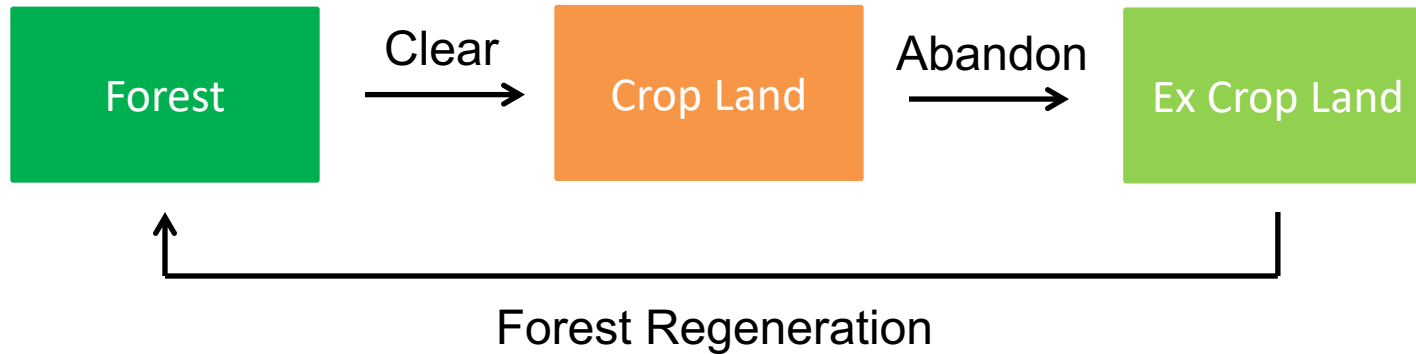 Clear
Abandon
Forest
Crop Land
Ex Crop Land
Forest Regeneration